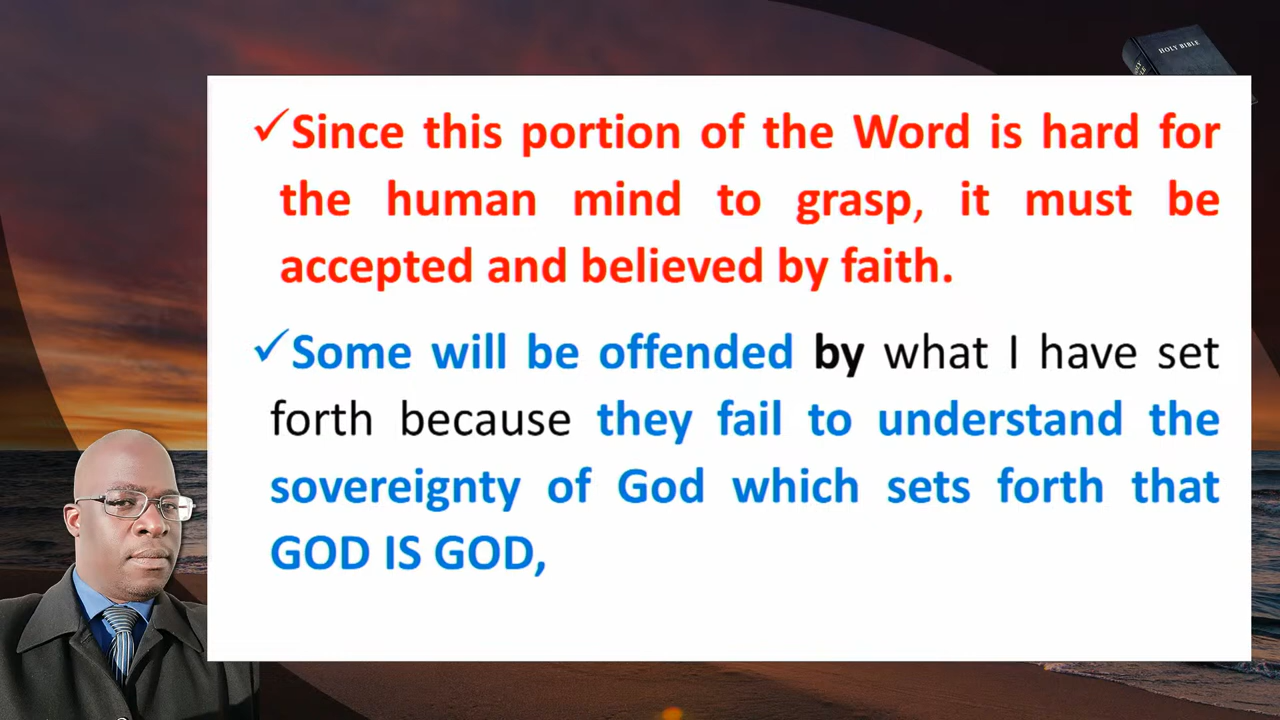 HOLY BIBLE
✓Since this portion of the Word is hard for
the human mind to grasp, it must be
accepted and believed by faith.
✓Some will be offended by what I have set
forth because they fail to understand the
sovereignty of God which sets forth that
GOD IS GOD,